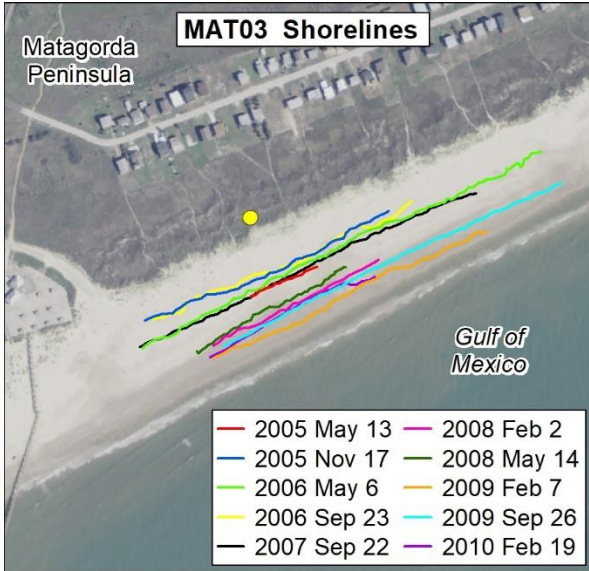 MAT03 Shorelines
Matagorda
Peninsula
Gulf of
Mexico
2005 May 13
2005 Nov 17
2006 May 6
2006 Sep 23
2007 Sep 22
2008 Feb 2
2008 May 14
2009 Feb 7
2009 Sep 26
2010 Feb 19